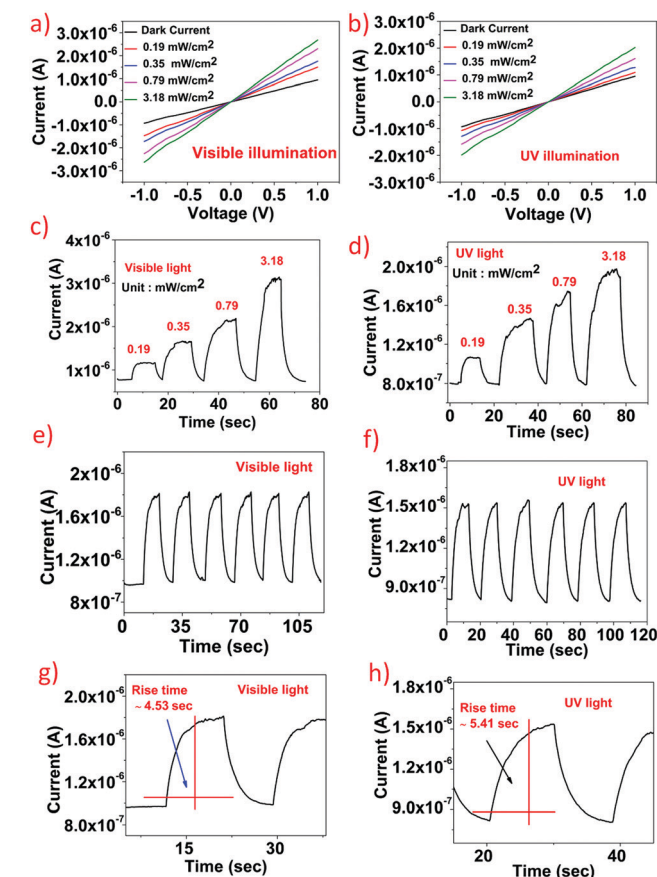 a)
3.0x10-6
2.0x10-6
1.0x10-6
0.0
-1.0x10-6
-2.0x10-6
-3.0x10-6
Current (A)
Dark Current
0.19 mW/cm2
0.35 mW/cm2
0.79 mW/cm2
3.18 mW/cm2
Visible illumination
-1.0 -0.5 0.0 0.5 1.0
Voltage (V)
b)
3.0x10-6
2.0x10-6
1.0x10-6
0.0
1.0x10-6
2.0x10-6
3.0x10-6
Current (A)
Dark Current
0.19 mW/cm2
0.35 mW/cm2
0.79 mW/cm2
3.18 mW/cm2
UV illumination
-1.0 -0.5 0.0 0.5 1.0
Voltage (V)
c)
4x10-6
3x10-6
2x10-6
1x10-6
Current (A)
Visible light
Unit : mW/cm2
0.19
0.35
0.79
3.18
0 20 40 60 80
Time (sec)
d)
2.0x10-6
1.6x10-6
1.2x10-6
8.0x10-7
Current (A)
UV light
Unit : mW/cm2
0.19
0.35
0.79
3.18
0 20 40 60 80
Time (sec)
e)
2x10-6
2x10-6
1x10-6
8x10-7
Current (A)
Visible light
0 35 70 105
Time (sec)
f)
1.8x10-6
1.5x10-6
1.2x10-6
9.0x10-7
Current (A)
UV light
0 20 40 60 80 100 120
Time (sec)
g)
2.0x10-6
1.6x10-6
1.2x10-6
8.0x10-7
Current (A)
Rise time
~ 4.53 sec
Visible light
15 30
Time (sec)
h)
1.8x10-6
1.5x10-6
1.2x10-6
9.0x10-7
Current (A)
Rise time
~ 5.41 sec
UV light
20 40
Time (sec)